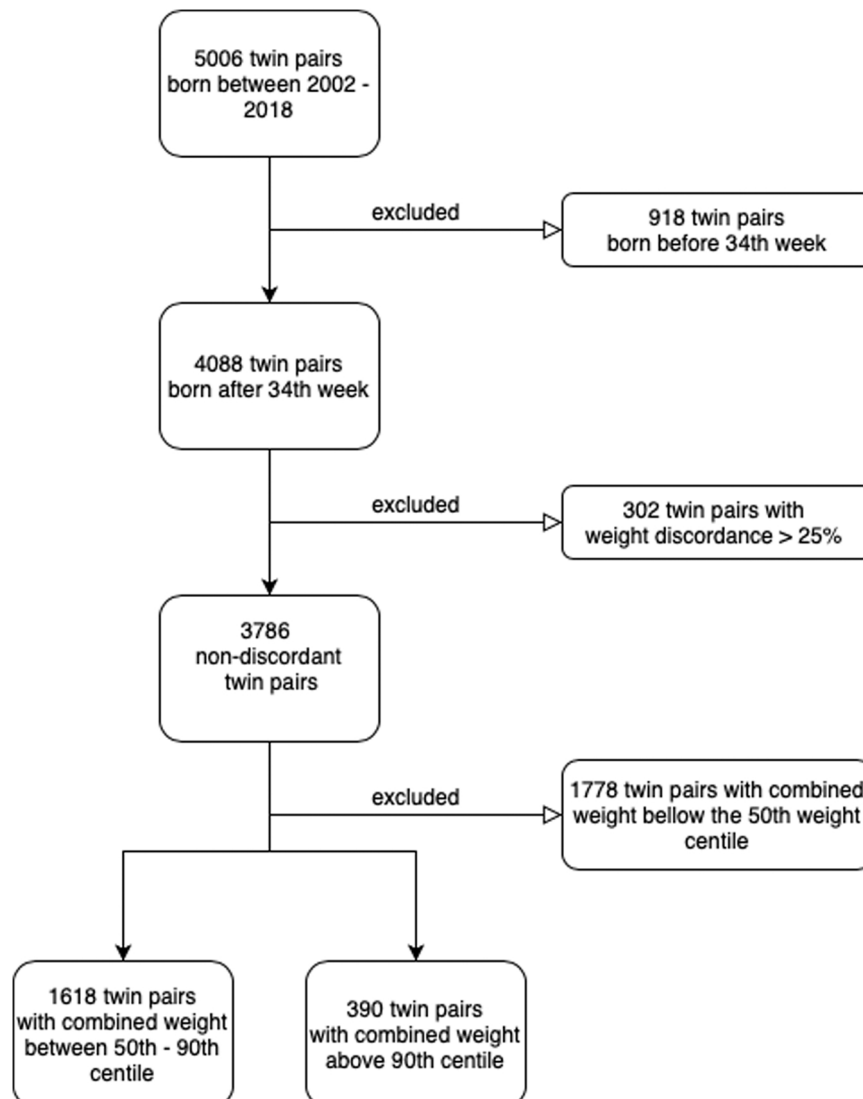 5006 twin pairs
born between 2002 -
2018
excluded
918 twin pairs
born before 34th week
4088 twin pairs
born after 34th week
excluded
302 twin pairs with
weight discordance > 25%
3786
non-discordant
twin pairs
excluded
1778 twin pairs with combined
weight bellow the 50th weight
centile
1618 twin pairs
with combined weight
between 50th - 90th
centile
390 twin pairs
with combined weight
above 90th centile